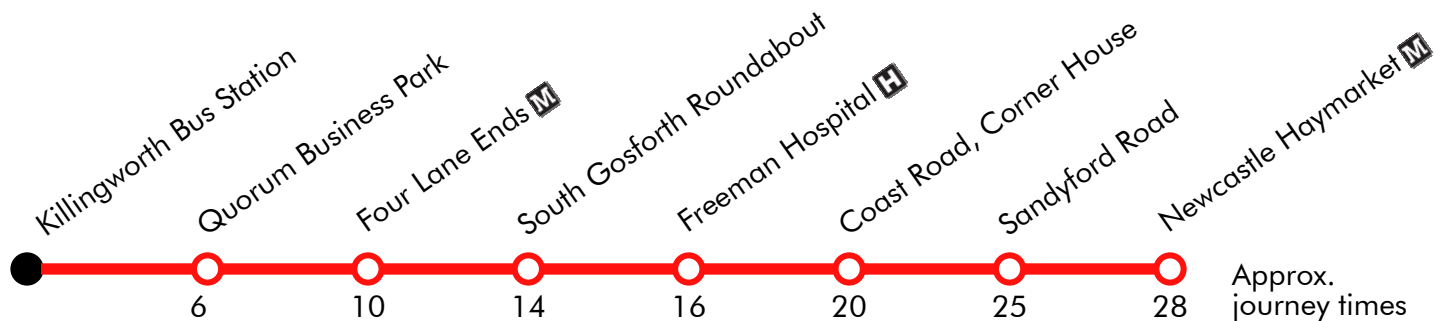 Killingworth Bus Station
Quorum Business Park
Four Lane Ends M
South Gosforth Roundabout
Freeman Hospital H
Coast Road, Corner House
Sandyford Road
Newcastle Haymarket M
6 10 14 16 20 25 28
Approx.
journey times